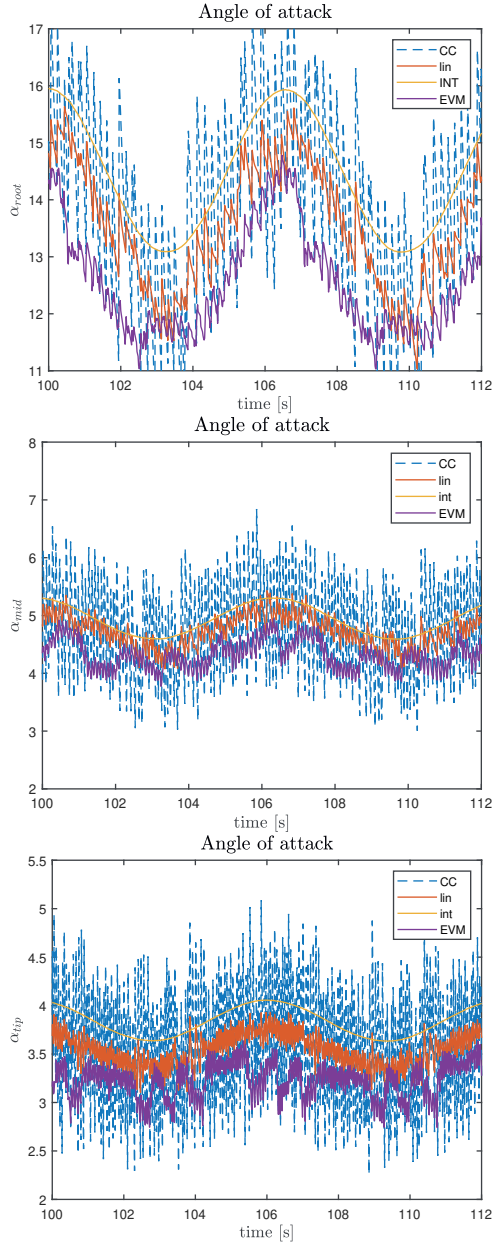 Angle of attack
17
16
15
14
13
12
11
α_root
CC
lin
INT
EVM
100 102 104 106 108 110 112
time [s]
Angle of attack
8
7
6
5
4
3
2
α_mid
CC
lin
int
EVM
100 102 104 106 108 110 112
time [s]
Angle of attack
5.5
5
4.5
4
3.5
3
2.5
2
α_tip
CC
lin
int
EVM
100 102 104 106 108 110 112
time [s]